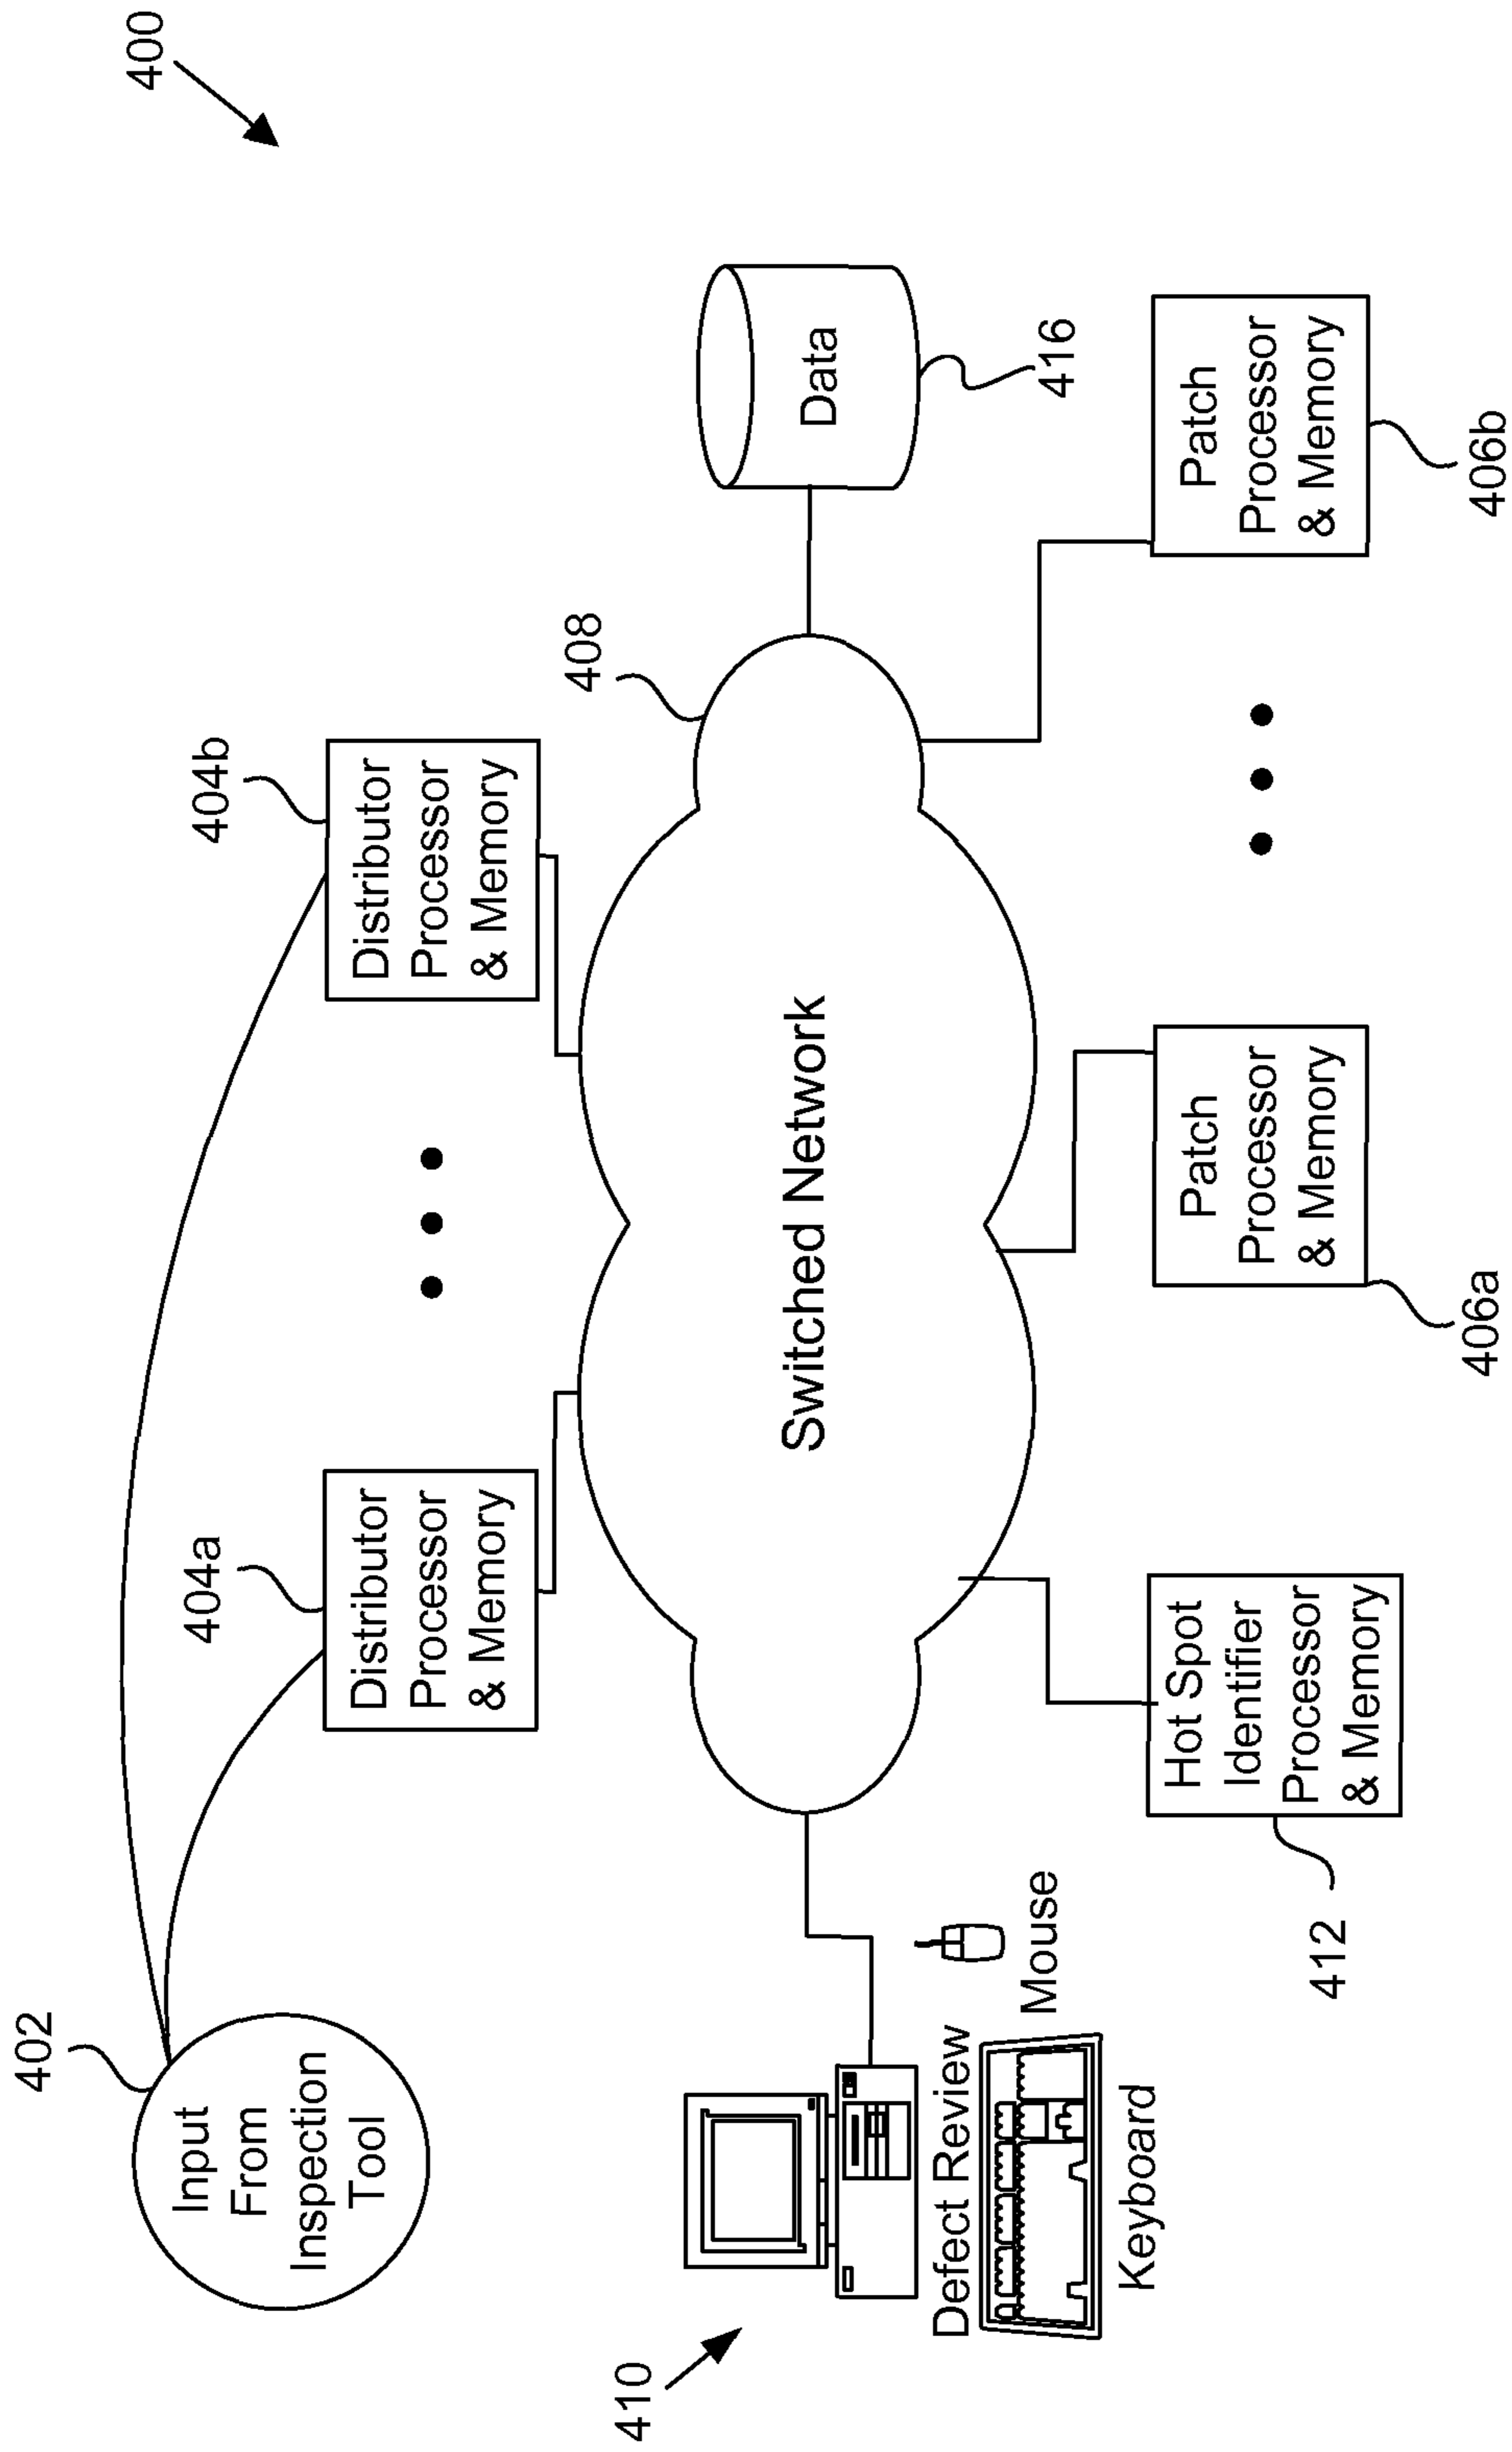 400
402
Input
From
Inspection
Tool
404a
Distributor
Processor
& Memory
404b
Distributor
Processor
& Memory
408
Switched Network
Data
416
410
Defect Review
Mouse
Keyboard
Hot Spot
Identifier
Processor
& Memory
412
Patch
Processor
& Memory
406a
Patch
Processor
& Memory
406b